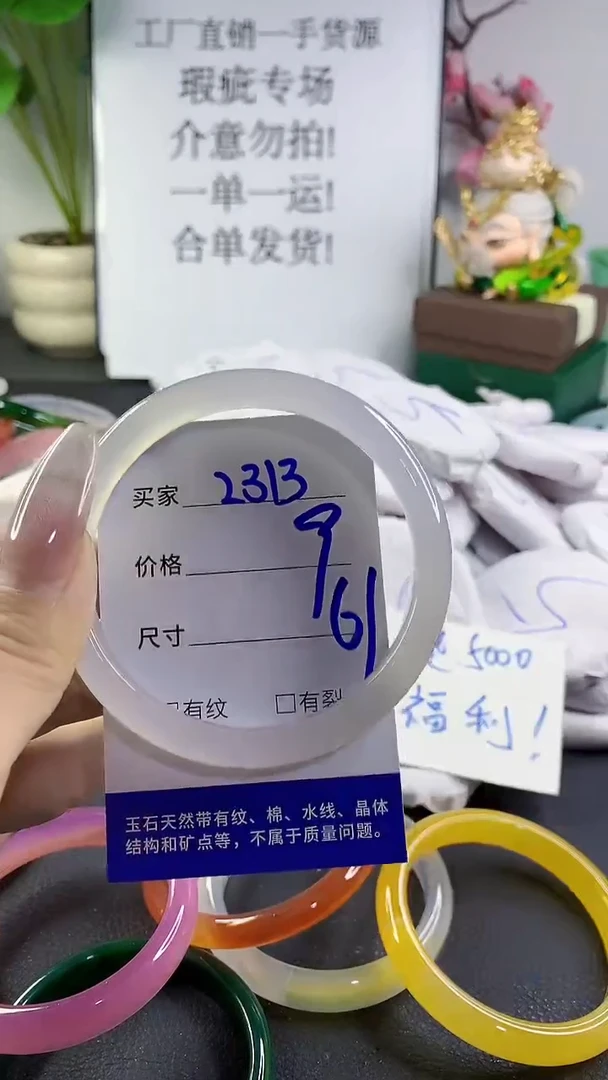 工厂直销一手货源
瑕疵专场
介意勿拍!
一单一运!
合单发货!
买家 2313
价格 9
尺寸 61
有纹 □有裂
5000
福利!
玉石天然带有纹、棉、水线、晶体
结构和矿点等，不属于质量问题。